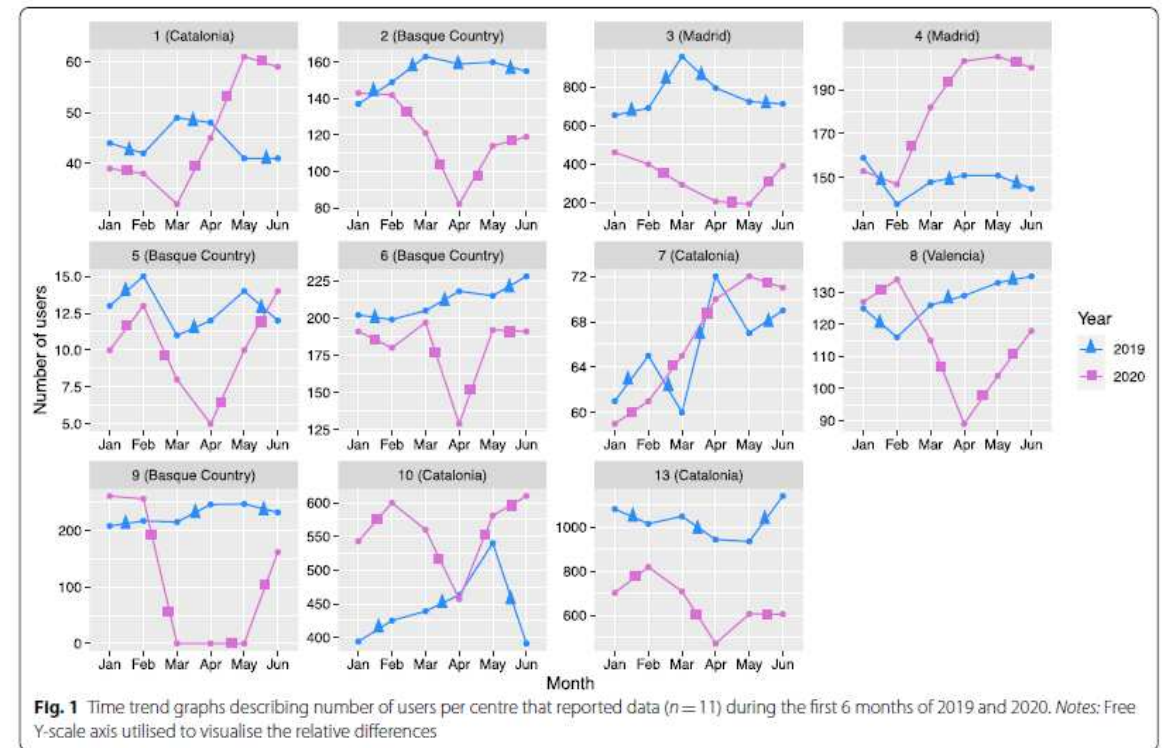 1 (Catalonia) 2 (Basque Country) 3 (Madrid) 4 (Madrid)
60
50
40
Jan Feb Mar Apr May Jun
160
140
120
100
80
Jan Feb Mar Apr May Jun
800
600
400
200
Jan Feb Mar Apr May Jun
190
170
150
Jan Feb Mar Apr May Jun
5 (Basque Country) 6 (Basque Country) 7 (Catalonia) 8 (Valencia)
Number of users
15.0
12.5
10.0
7.5
5.0
Jan Feb Mar Apr May Jun
225
200
175
150
125
Jan Feb Mar Apr May Jun
72
68
64
60
Jan Feb Mar Apr May Jun
130
120
110
100
90
Jan Feb Mar Apr May Jun
Year
2019
2020
9 (Basque Country) 10 (Catalonia) 13 (Catalonia)
200
100
0
Jan Feb Mar Apr May Jun
600
550
500
450
400
Jan Feb Mar Apr May Jun
1000
800
600
Jan Feb Mar Apr May Jun
Month
Fig. 1 Time trend graphs describing number of users per centre that reported data (n = 11) during the first 6 months of 2019 and 2020. Notes: Free
Y-scale axis utilised to visualise the relative differences